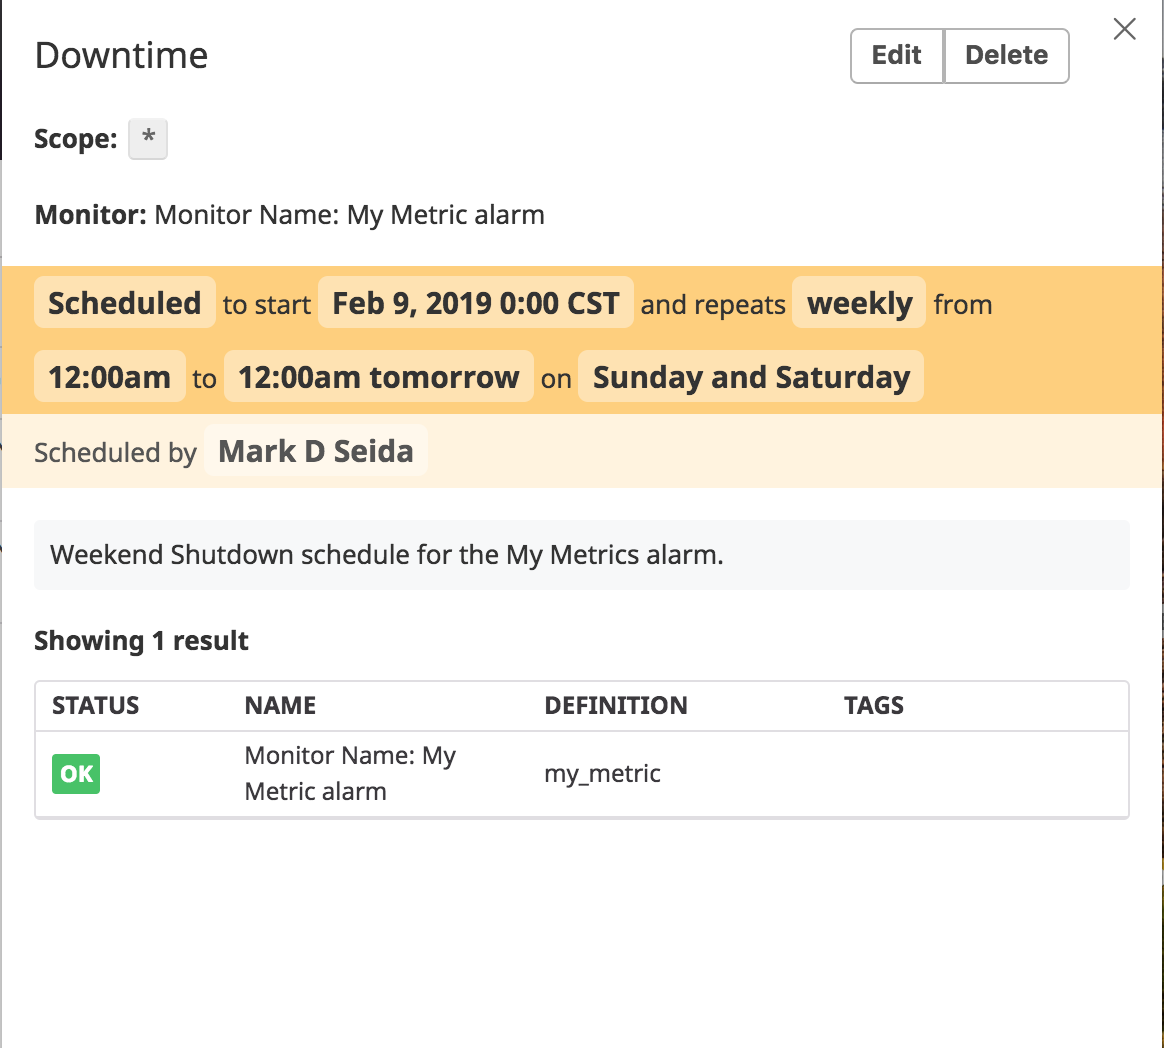 Downtime
Edit Delete
Scope: *
Monitor: Monitor Name: My Metric alarm
Scheduled to start Feb 9, 2019 0:00 CST and repeats weekly from
12:00am to 12:00am tomorrow on Sunday and Saturday
Scheduled by Mark D Seida
Weekend Shutdown schedule for the My Metrics alarm.
Showing 1 result
STATUS NAME DEFINITION TAGS
OK Monitor Name: My Metric alarm my_metric